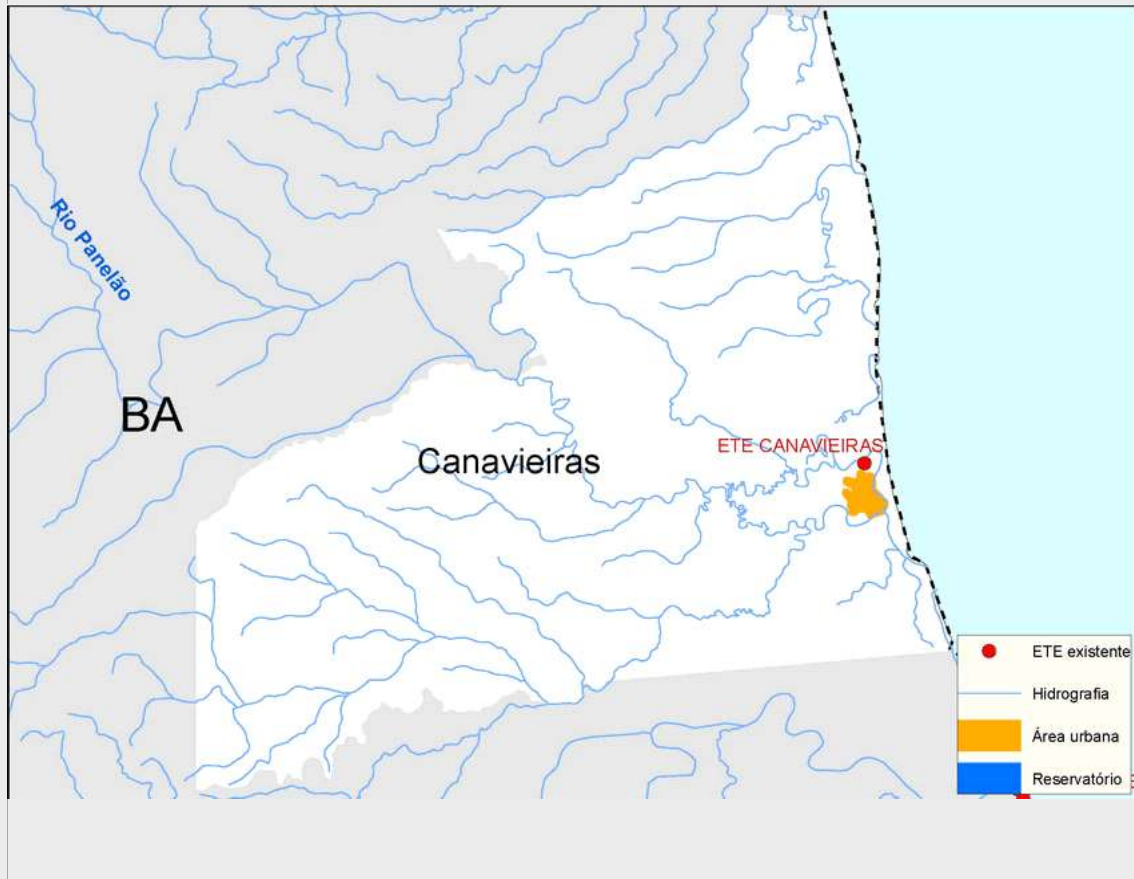 Rio Panelão
BA
Canavieiras
ETE CANAVIEIRAS
ETE existente
Hidrografia
Área urbana
Reservatório